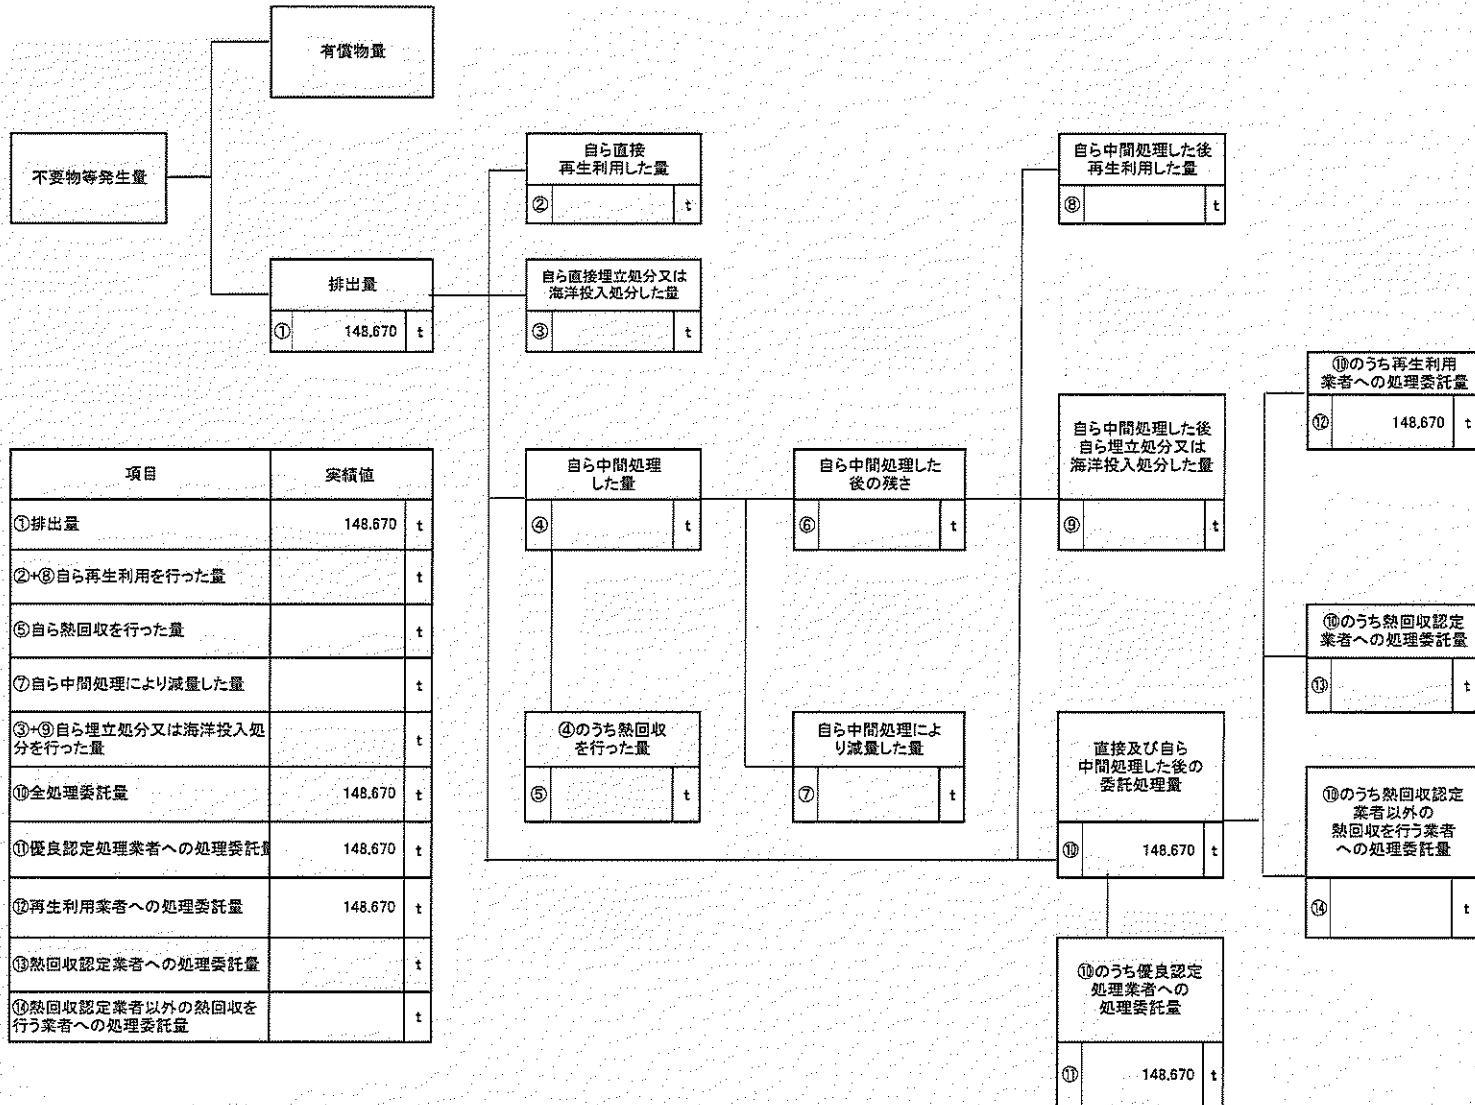 有償物量
不要物等発生量
排出量
① 148.670 t
自ら直接
再生利用した量
② t
自ら直接埋立処分又は
海洋投入処分した量
③ t
自ら中間処理
した量
④ t
④のうち熱回収
を行った量
⑤ t
自ら中間処理した
後の残さ
⑥ t
自ら中間処理によ
り減量した量
⑦ t
自ら中間処理した後
再生利用した量
⑧ t
自ら中間処理した後
自ら埋立処分又は
海洋投入処分した量
⑨ t
直接及び自ら
中間処理した後の
委託処理量
⑩ 148.670 t
⑩のうち優良認定
処理業者への
処理委託量
⑪ 148.670 t
⑩のうち再生利用
業者への処理委託量
⑫ 148.670 t
⑩のうち熱回収認定
業者への処理委託量
⑬ t
⑩のうち熱回収認定
業者以外の
熱回収を行う業者
への処理委託量
⑭ t
項目 実績値
①排出量 148.670 t
②+⑧自ら再生利用を行った量 t
⑤自ら熱回収を行った量 t
⑦自ら中間処理により減量した量 t
③+⑨自ら埋立処分又は海洋投入処
分を行った量 t
⑩全処理委託量 148.670 t
⑪優良認定処理業者への処理委託量 148.670 t
⑫再生利用業者への処理委託量 148.670 t
⑬熱回収認定業者への処理委託量 t
⑭熱回収認定業者以外の熱回収を
行う業者への処理委託量 t